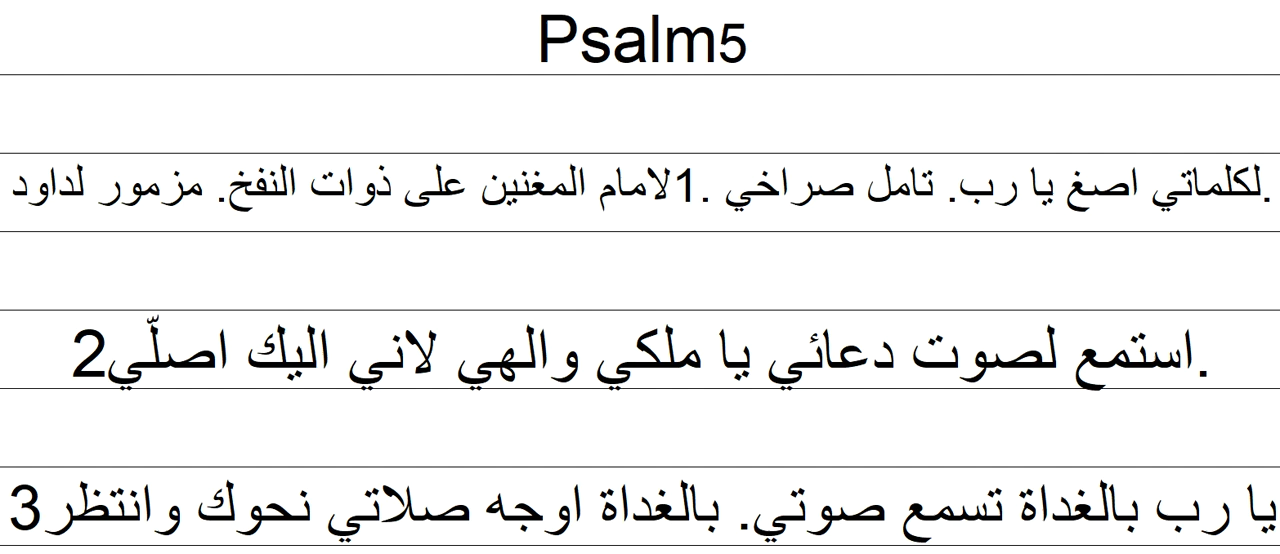 Psalm5
.لكلماتي اصغ يا رب. تامل صراخي .1لامام المغنين على ذوات النفخ. مزمور لداود
.استمع لصوت دعائي يا ملكي والهي لاني اليك اصلّي2
يا رب بالغداة تسمع صوتي. بالغداة اوجه صلاتي نحوك وانتظر3